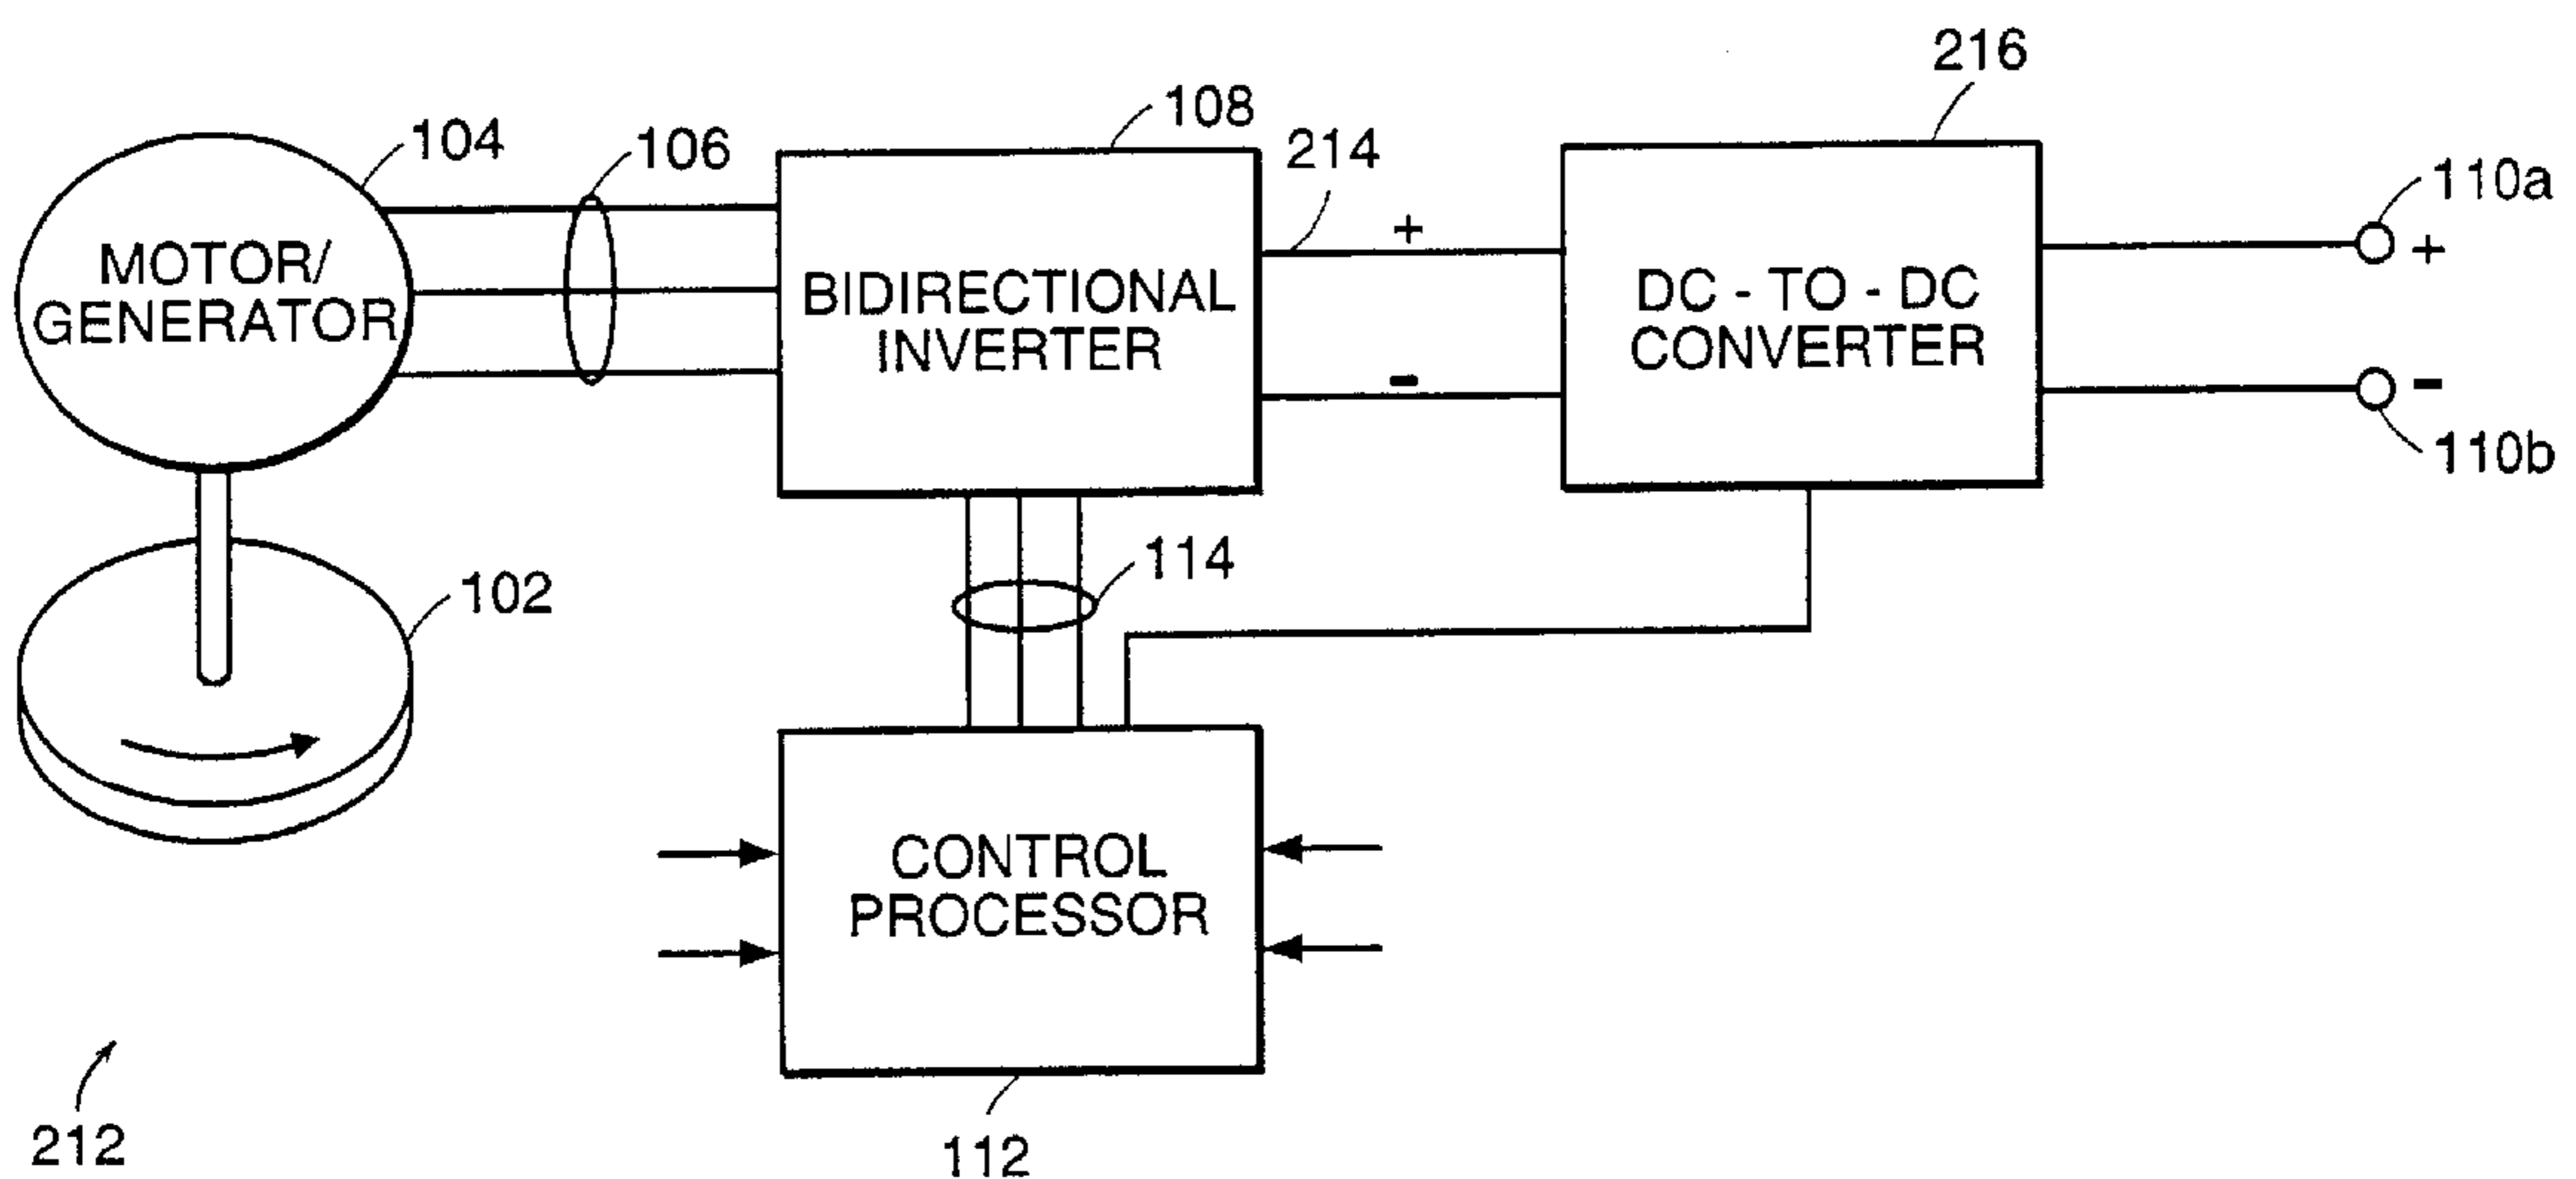 216
104
106
108
214
110a
+
+
MOTOR/
GENERATOR
BIDIRECTIONAL
INVERTER
DC - TO - DC
CONVERTER
-
-
110b
114
102
CONTROL
PROCESSOR
212
112